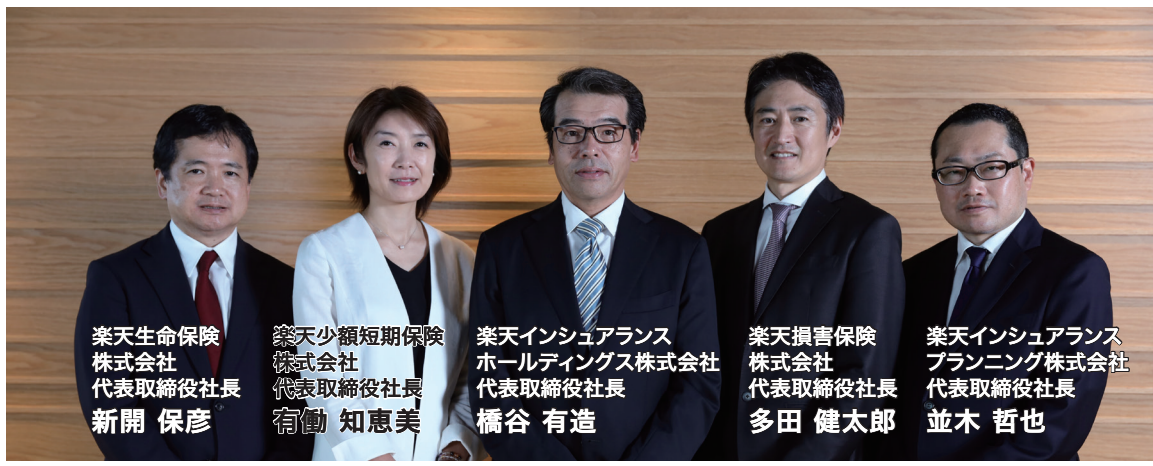 楽天生命保険
株式会社
代表取締役社長
新開 保彦
楽天少額短期保険
株式会社
代表取締役社長
有働 知恵美
楽天インシュアランス
ホールディングス株式会社
代表取締役社長
橋谷 有造
楽天損害保険
株式会社
代表取締役社長
多田 健太郎
楽天インシュアランス
プランニング株式会社
代表取締役社長
並木 哲也